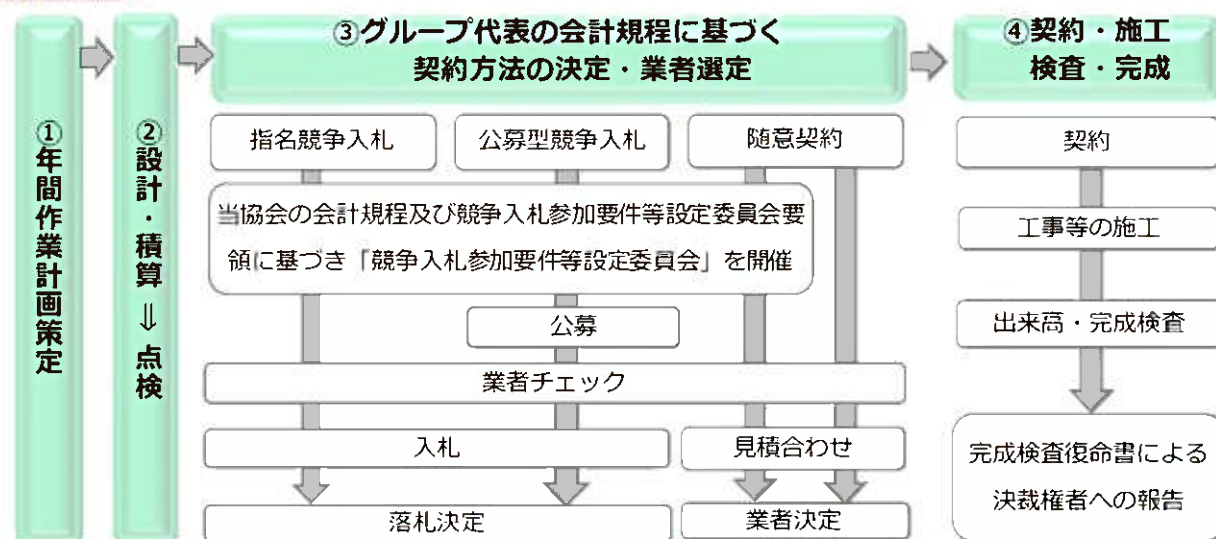 ①年間作業計画策定
②設計・積算⇒点検
③グループ代表の会計規程に基づく
契約方法の決定・業者選定
指名競争入札
公募型競争入札
随意契約
当協会の会計規程及び競争入札参加要件等設定委員会要
領に基づき「競争入札参加要件等設定委員会」を開催
公募
業者チェック
入札
見積合わせ
落札決定
業者決定
④契約・施工
検査・完成
契約
工事等の施工
出来高・完成検査
完成検査復命書による
決裁権者への報告